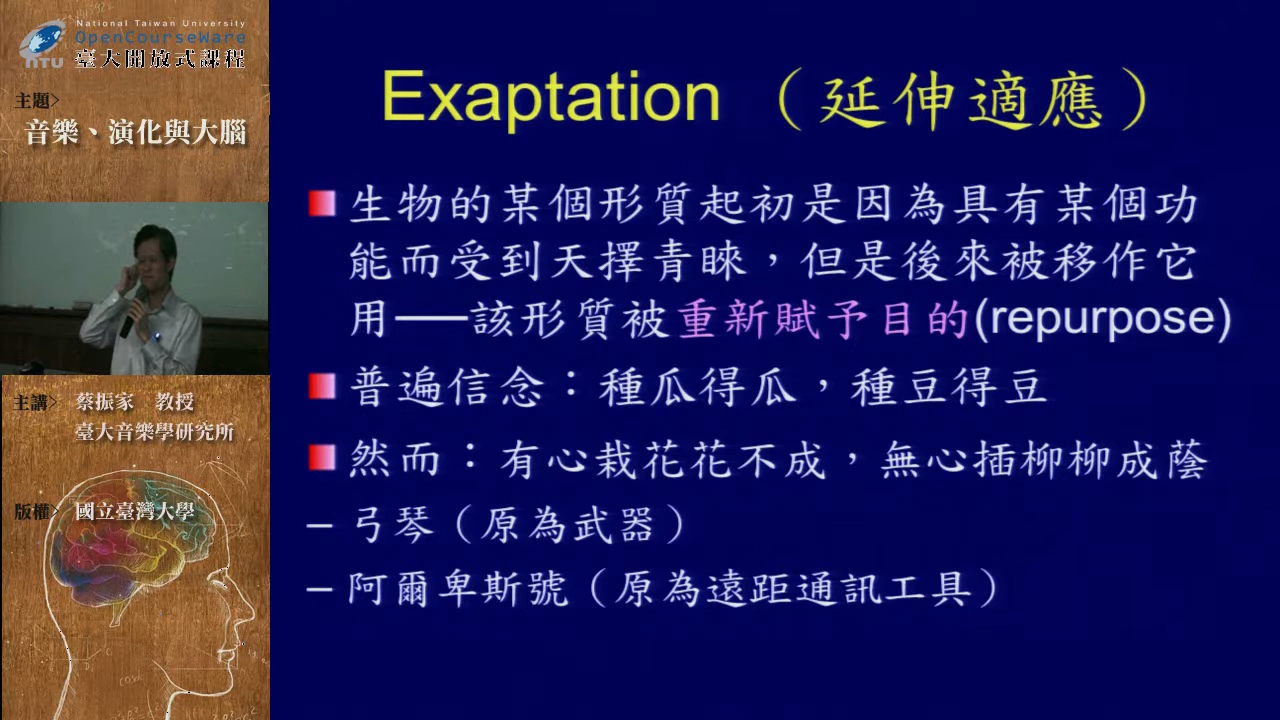 National Taiwan University
OpenCourseWare
NTU 臺大開放式課程
主題>
音樂、演化與大腦
主講> 蔡振家 教授
臺大音樂學研究所
版權> 國立臺灣大學
Exaptation（延伸適應）
生物的某個形質起初是因為具有某個功
能而受到天擇青睞，但是後來被移作它
用——該形質被重新賦予目的(repurpose)
普遍信念：種瓜得瓜，種豆得豆
然而：有心栽花花不成，無心插柳柳成蔭
– 弓琴（原為武器）
– 阿爾卑斯號（原為遠距通訊工具）